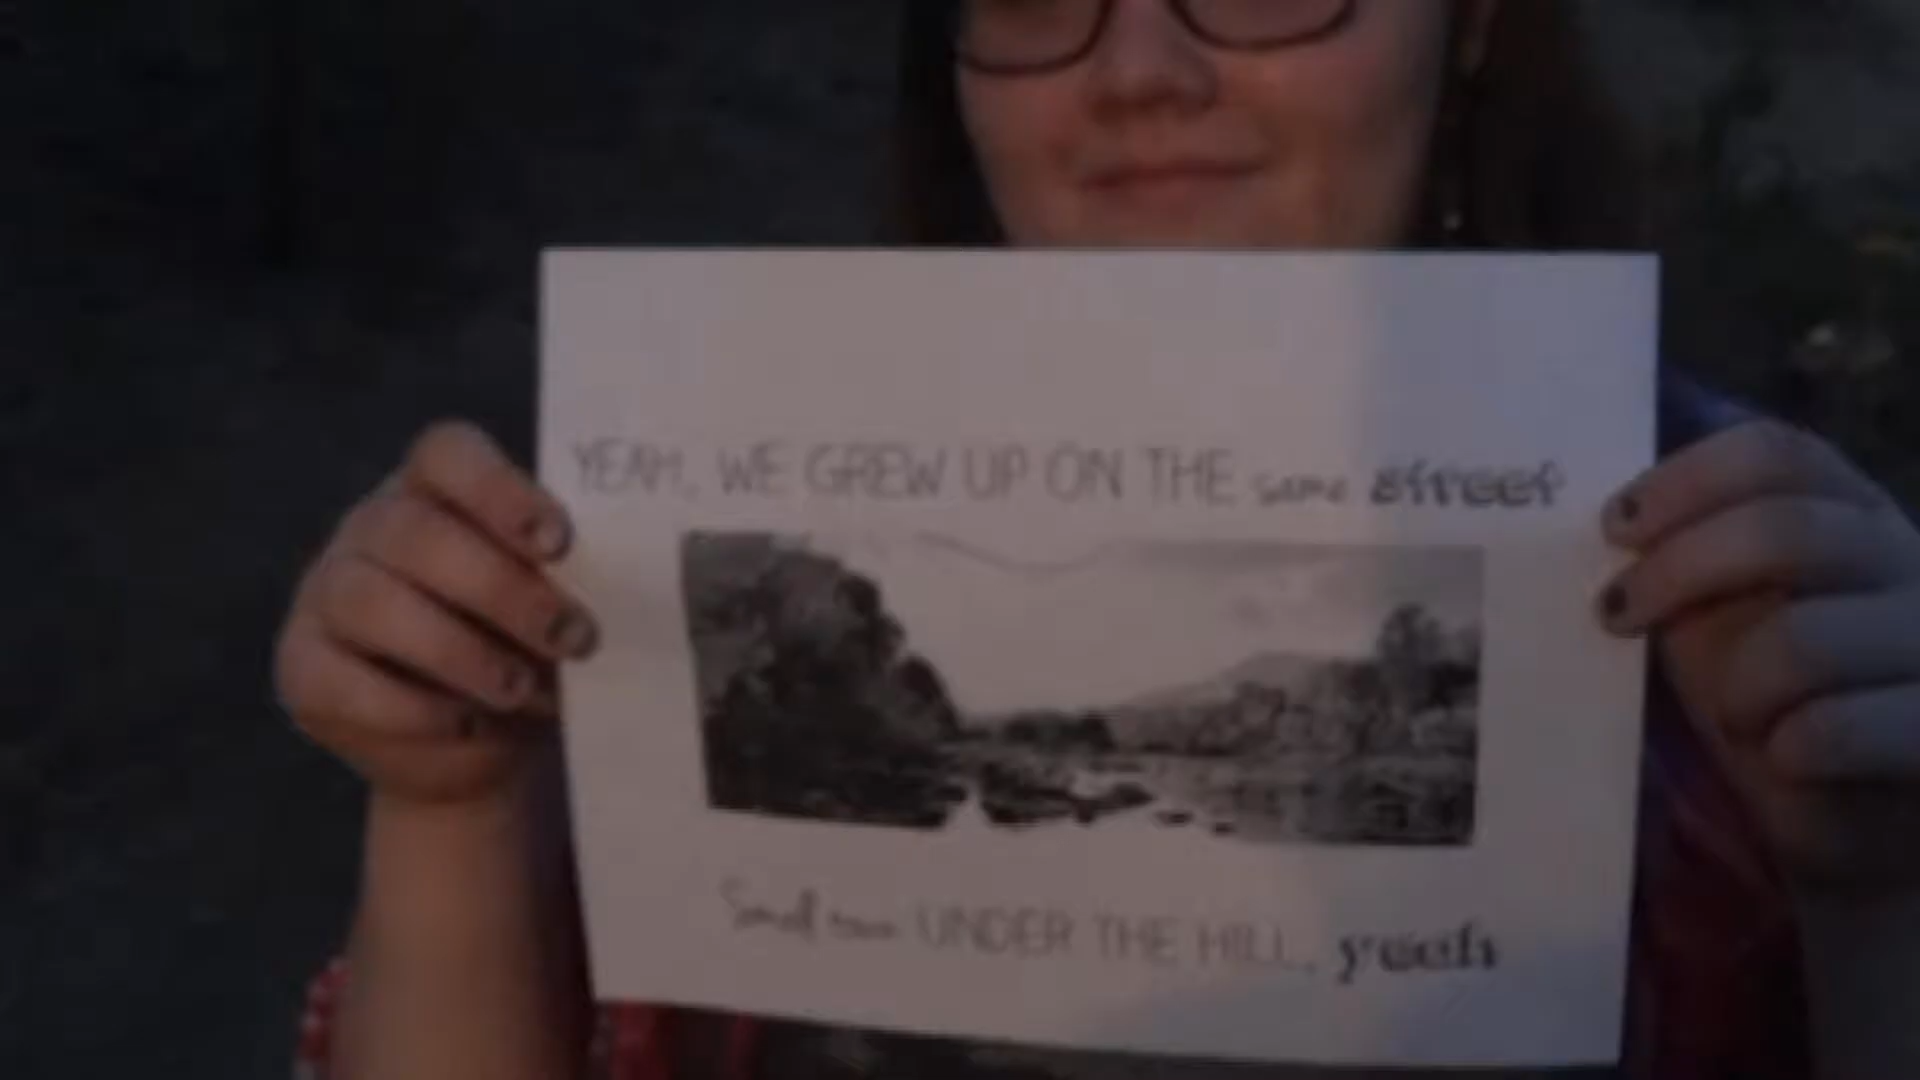 YEAH, WE GREW UP ON THE same street
Small town UNDER THE HILL, yeah